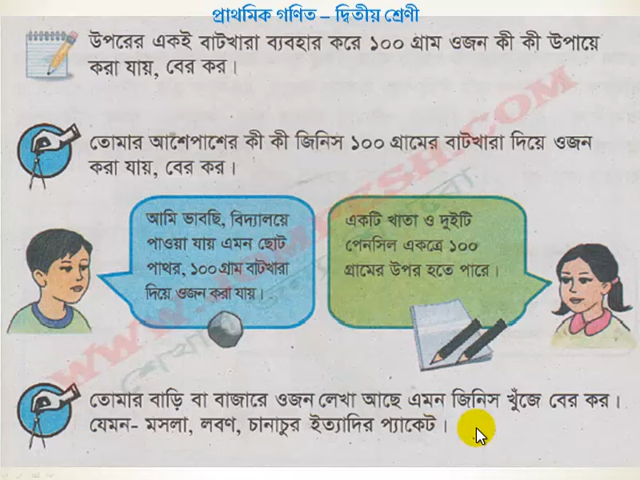 প্রাথমিক গণিত – দ্বিতীয় শ্রেণী
উপরের একই বাটখারা ব্যবহার করে ১০০ গ্রাম ওজন কী কী উপায়ে
করা যায়, বের কর।
তোমার আশেপাশের কী কী জিনিস ১০০ গ্রামের বাটখারা দিয়ে ওজন
করা যায়, বের কর।
আমি ভাবছি, বিদ্যালয়ে
পাওয়া যায় এমন ছোট
পাথর, ১০০ গ্রাম বাটখারা
দিয়ে ওজন করা যায়।
একটি খাতা ও দুইটি
পেনসিল একত্রে ১০০
গ্রামের উপর হতে পারে।
তোমার বাড়ি বা বাজারে ওজন লেখা আছে এমন জিনিস খুঁজে বের কর।
যেমন- মসলা, লবণ, চানাচুর ইত্যাদির প্যাকেট।